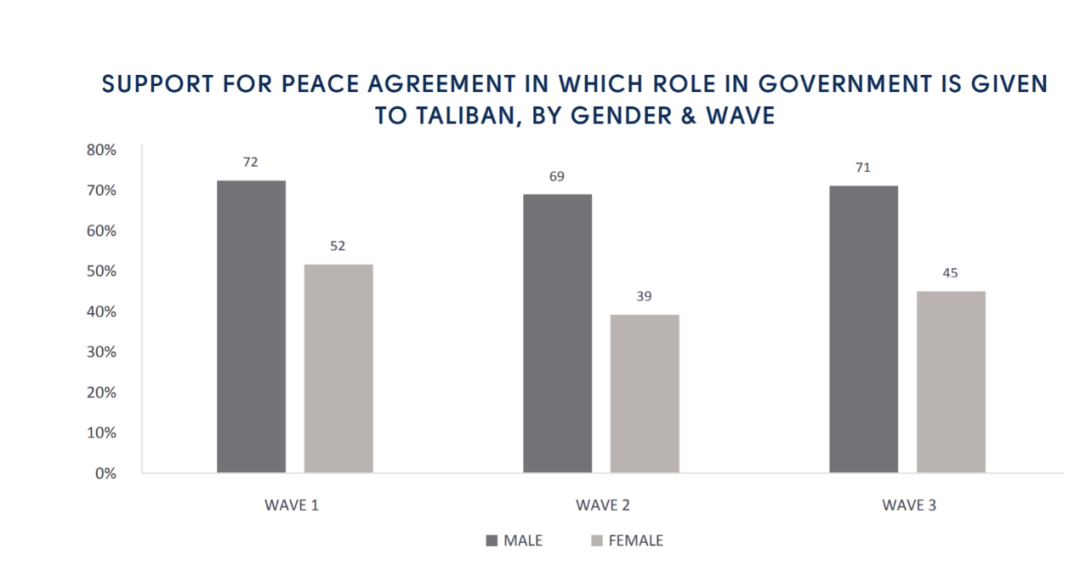 SUPPORT FOR PEACE AGREEMENT IN WHICH ROLE IN GOVERNMENT IS GIVEN
TO TALIBAN, BY GENDER & WAVE
80%
70%
60%
50%
40%
30%
20%
10%
0%
72
52
69
39
71
45
WAVE 1
WAVE 2
WAVE 3
MALE
FEMALE